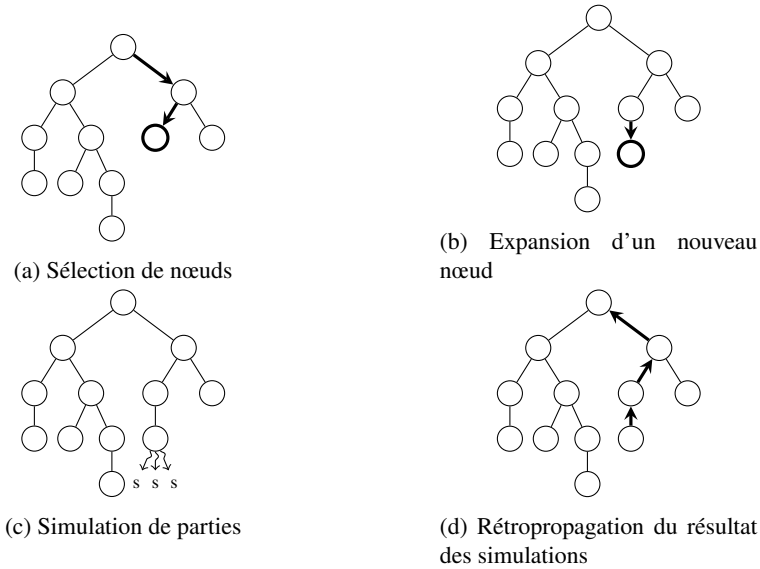 (a) Sélection de nœuds
(b) Expansion d'un nouveau
nœud
s s s
(c) Simulation de parties
(d) Rétropropagation du résultat
des simulations